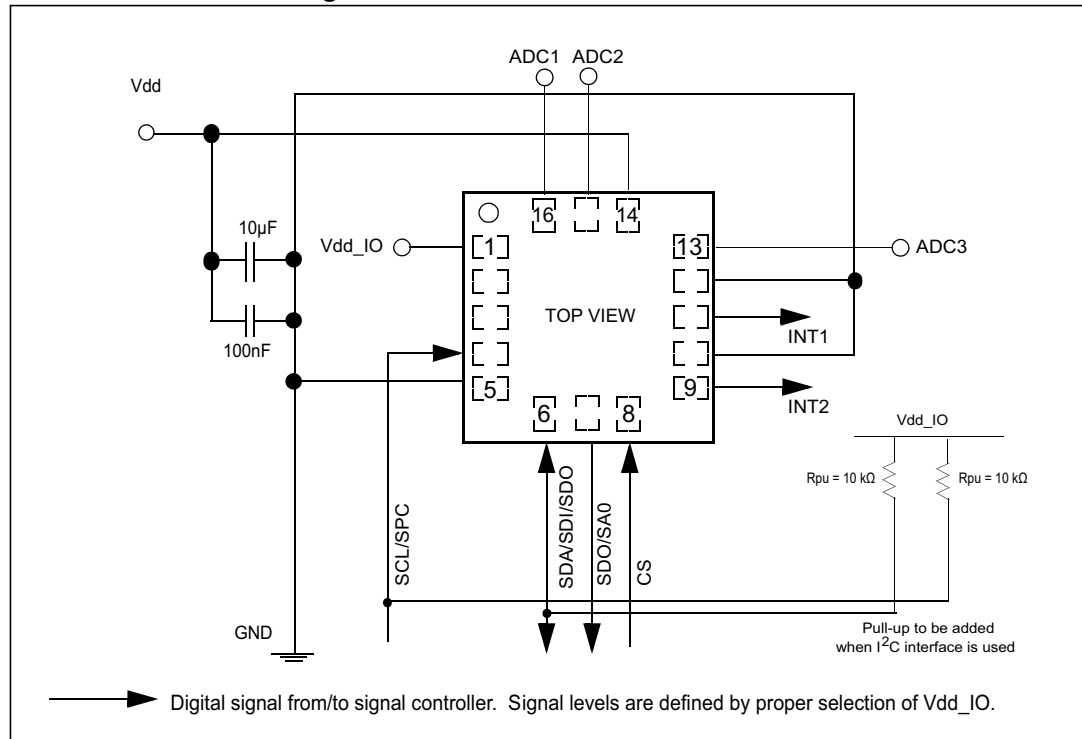 ADC1 ADC2
Vdd
16 14
10µF
Vdd_IO
1
13
ADC3
TOP VIEW
INT1
100nF
5
9
INT2
6 8
Vdd_IO
Rpu = 10 kΩ Rpu = 10 kΩ
SCL/SPC
SDA/SDI/SDO
SDO/SA0
CS
GND
Pull-up to be added
when I²C interface is used
Digital signal from/to signal controller. Signal levels are defined by proper selection of Vdd_IO.